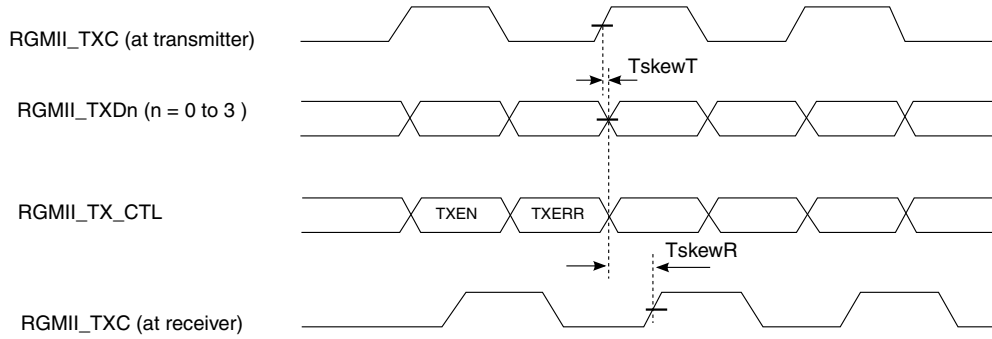 RGMII_TXC (at transmitter)
TskewT
RGMII_TXDn (n = 0 to 3 )
RGMII_TX_CTL
TXEN
TXERR
TskewR
RGMII_TXC (at receiver)